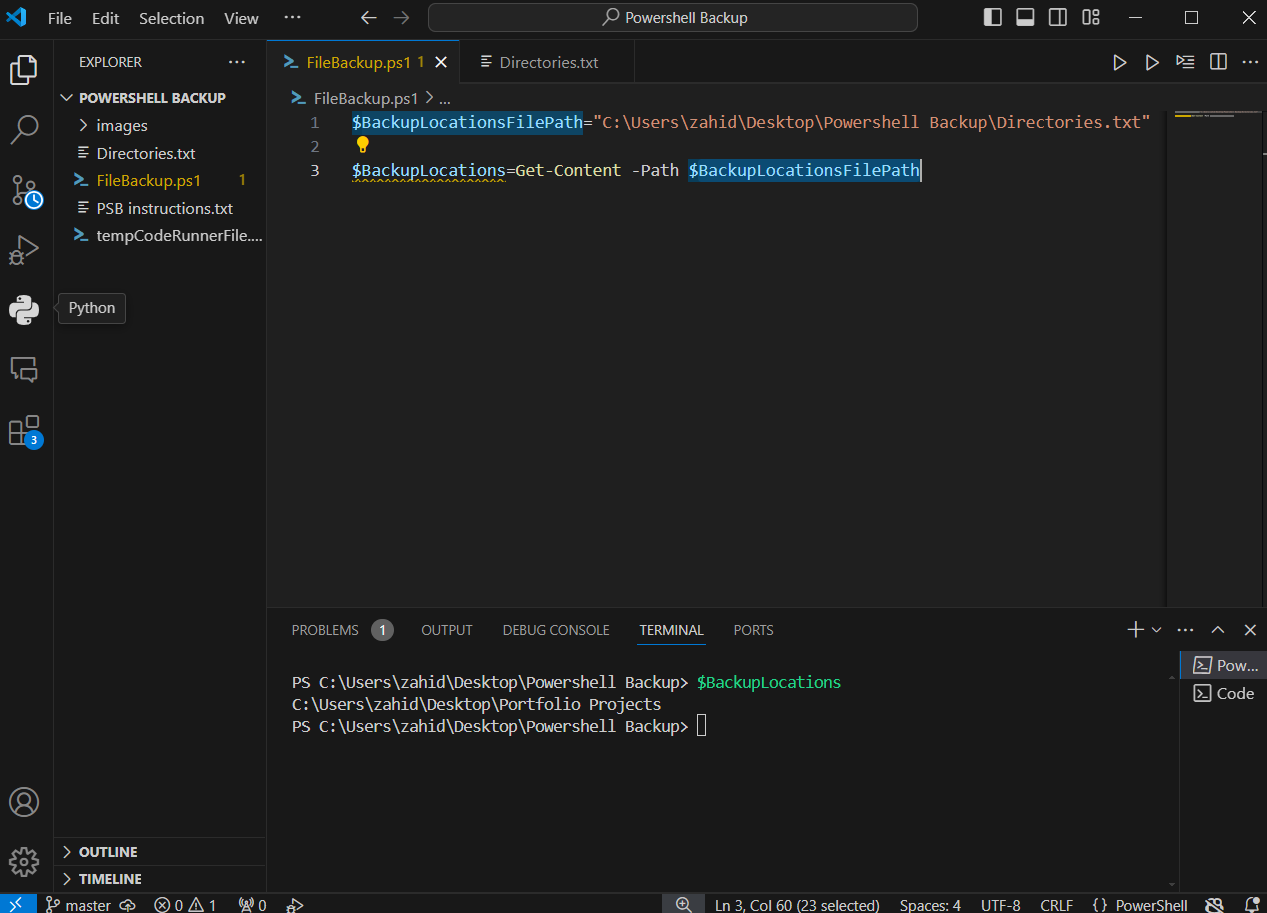 File Edit Selection View ... Powershell Backup
EXPLORER ...
POWERSHELL BACKUP
images
Directories.txt
FileBackup.ps1 1
PSB instructions.txt
tempCodeRunnerFile....
Python
3
OUTLINE
TIMELINE
FileBackup.ps1 1 Directories.txt
FileBackup.ps1 > ...
1 $BackupLocationsFilePath="C:\Users\zahid\Desktop\Powershell Backup\Directories.txt"
2
3 $BackupLocations=Get-Content -Path $BackupLocationsFilePath
PROBLEMS 1 OUTPUT DEBUG CONSOLE TERMINAL PORTS
PS C:\Users\zahid\Desktop\Powershell Backup> $BackupLocations
C:\Users\zahid\Desktop\Portfolio Projects
PS C:\Users\zahid\Desktop\Powershell Backup>
Pow...
Code
master 0 1 0 Ln 3, Col 60 (23 selected) Spaces: 4 UTF-8 CRLF {} PowerShell